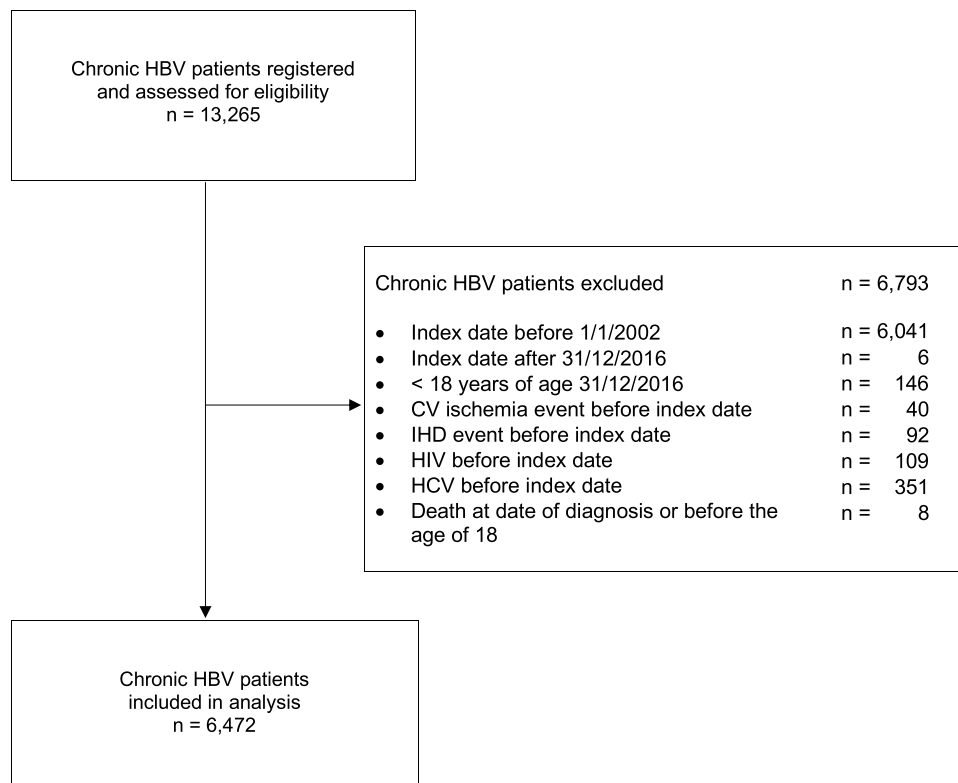 Chronic HBV patients registered
and assessed for eligibility
n = 13,265
Chronic HBV patients excluded n = 6,793
• Index date before 1/1/2002 n = 6,041
• Index date after 31/12/2016 n = 6
• < 18 years of age 31/12/2016 n = 146
• CV ischemia event before index date n = 40
• IHD event before index date n = 92
• HIV before index date n = 109
• HCV before index date n = 351
• Death at date of diagnosis or before the n = 8
age of 18
Chronic HBV patients
included in analysis
n = 6,472